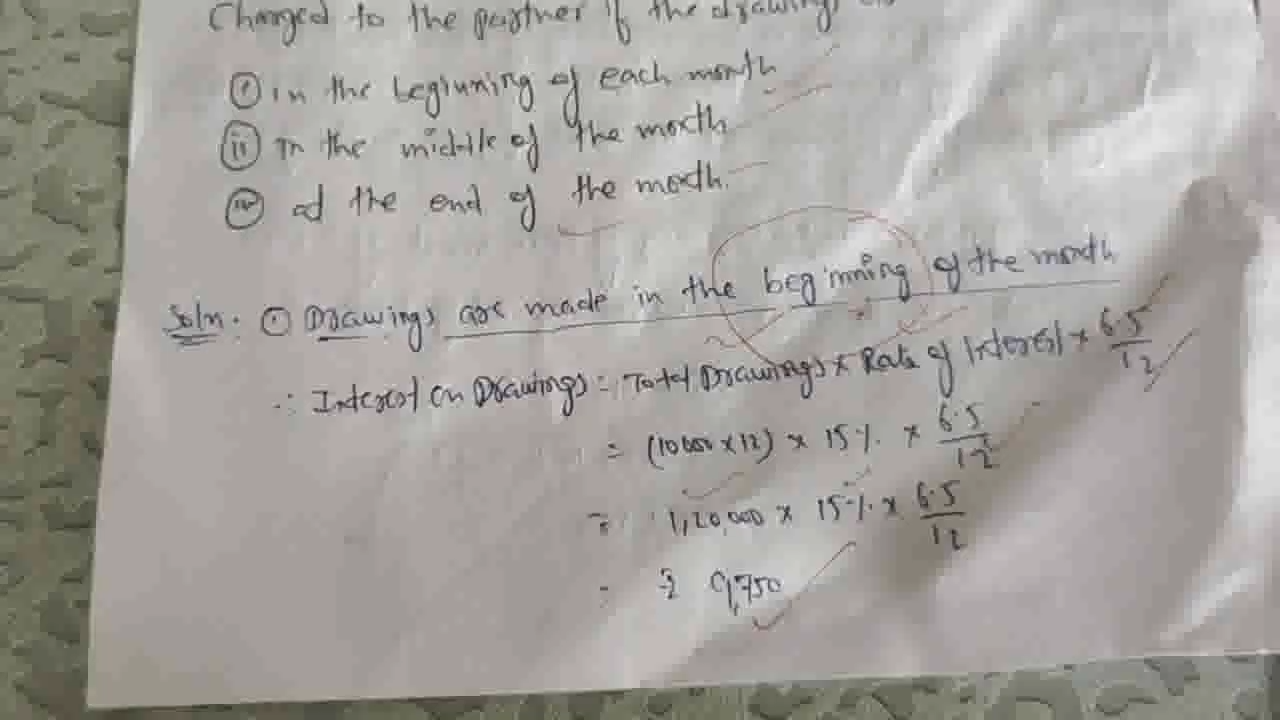 Charged to the partner if the drawings
① in the beginning of each month
ⅱ in the middle of the month
at the end of the month.
Soln. ① Drawings are made in the beginning of the month
∴ Interest on Drawings = Total Drawings × Rate of Interest × 6.5/12
= (10000 × 12) × 15% × 6.5/12
= 1,20,000 × 15% × 6.5/12
= ₹ 9,750